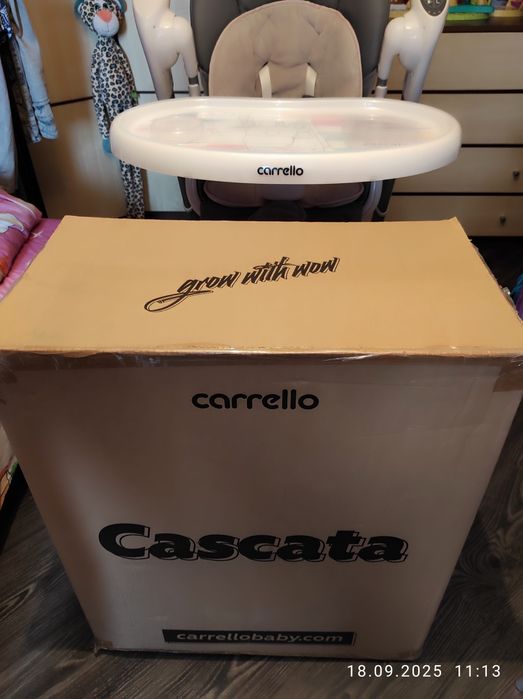 carrello
grow with wow
carrello
Cascata
carrellobaby.com
18.09.2025 11:13